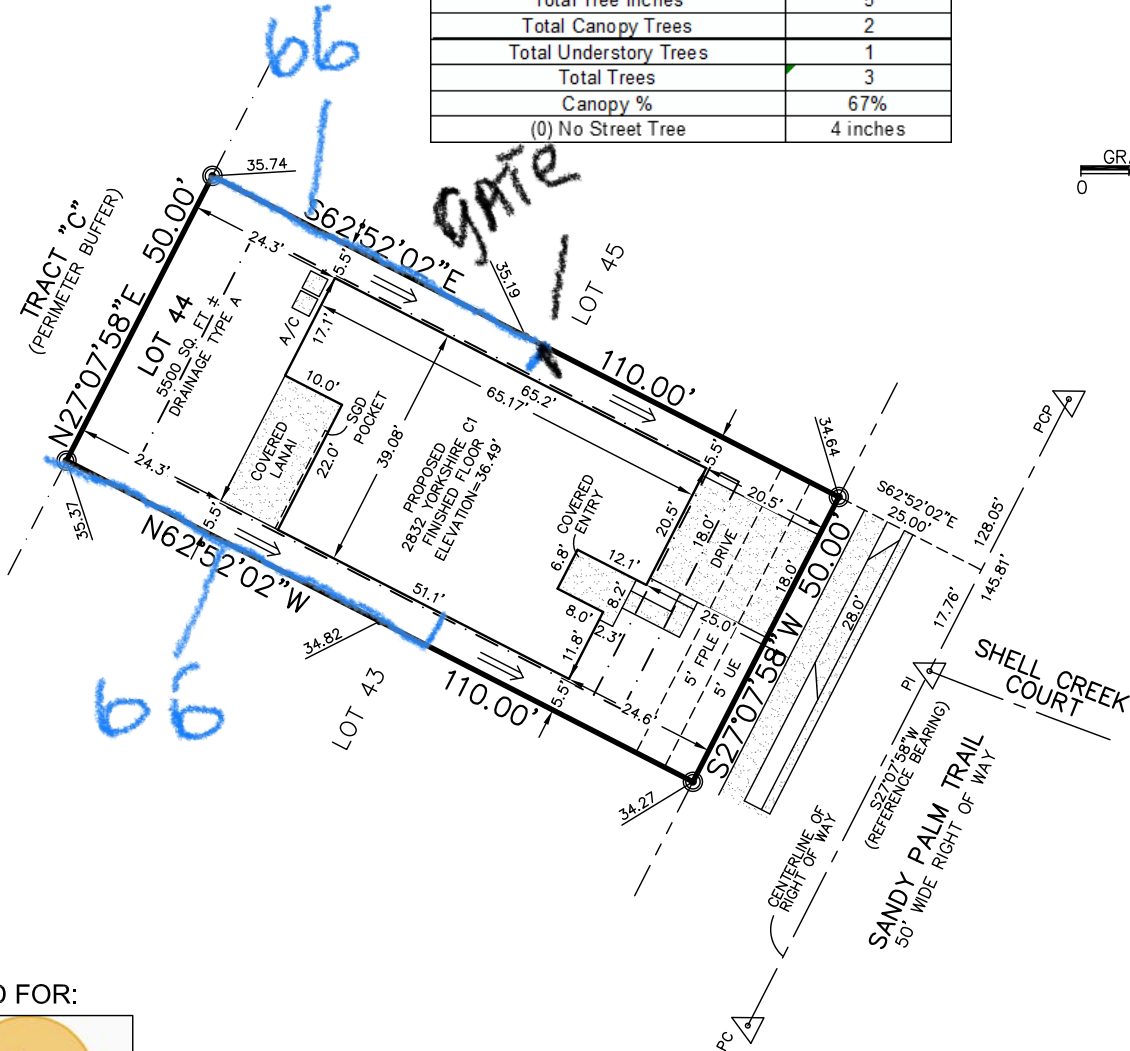 Total Tree Inches 5
Total Canopy Trees 2
Total Understory Trees 1
Total Trees 3
Canopy % 67%
(0) No Street Tree 4 inches
66
GATE
GR.
0
35.74
TRACT "C"
(PERIMETER BUFFER)
N27°07'58"E 50.00'
S62°52'02"E
110.00'
35.19
LOT 45
24.3'
5.5'
LOT 44
5500 SQ. FT ±
DRAINAGE TYPE A
A/C
17.1'
10.0'
SGD
POCKET
COVERED
LANAI
22.0'
39.08'
65.2'
65.17'
PROPOSED
2832 YORKSHIRE C1
FINISHED FLOOR
ELEVATION=36.49'
5.5'
34.64
20.5'
COVERED
ENTRY
20.5'
18.0'
DRIVE
18.0'
6.8'
12.1'
8.2'
8.0'
2.3'
11.8'
25.0'
5' FPLE
5' UE
S27°07'58"W 50.00'
28.0'
S62°52'02"E
25.00'
PCP
128.05'
145.81'
17.76'
PI
SHELL CREEK
COURT
35.37
24.3'
5.5'
N62°52'02"W
51.1'
34.82
66
LOT 43
110.00'
5.5'
24.6'
34.27
S27°07'58"W
(REFERENCE BEARING)
SANDY PALM TRAIL
50' WIDE RIGHT OF WAY
CENTERLINE OF
RIGHT OF WAY
PC
FOR: